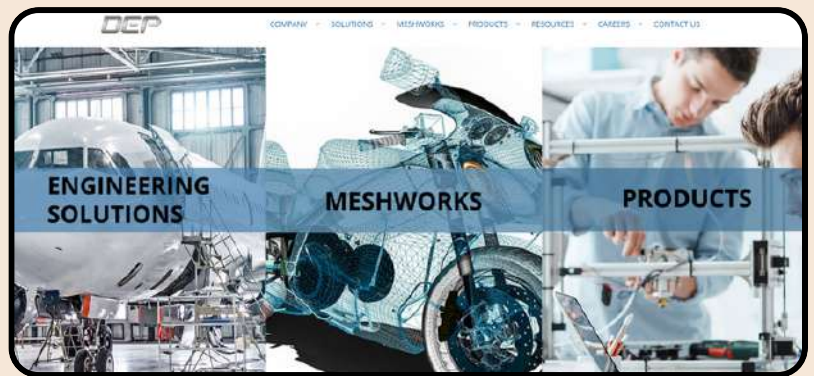 DEP
COMPANY SOLUTIONS MESHWORKS PRODUCTS RESOURCES CAREERS CONTACT US
ENGINEERING
SOLUTIONS
MESHWORKS
PRODUCTS